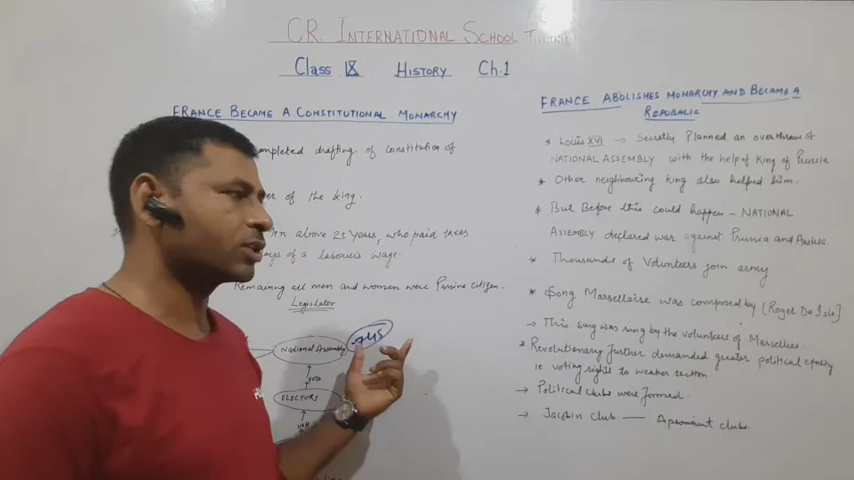 CR. INTERNATIONAL SCHOOL
Class IX HISTORY Ch.1
FRANCE BECAME A CONSTITUTIONAL MONARCHY
completed drafting of constitution of
er of the king.
en above 25 years, who paid taxes
days of a labourer's wage.
Remaining all men and women were Passive citizen.
Legislator
National Assembly
745
vote
ELECTORS
vote
FRANCE ABOLISHES MONARCHY AND BECAME A
REPUBLIC
* Louis XVI → Secretly Planned an overthrow of
NATIONAL ASSEMBLY with the help of King of Prussia
* Other neighbouring king also helped him.
* But Before this could happen - NATIONAL
ASSEMBLY declared war against Prussia and Austria
* Thousands of Volunteers join army
* Song Marseillaise was composed by (Roget De Isle)
→ This song was sung by the volunteers of Marseilles
* Revolutionary further demanded greater political equality
ie voting rights to weaker section.
→ Political clubs were formed.
→ Jacobin club — A prominent clubs.